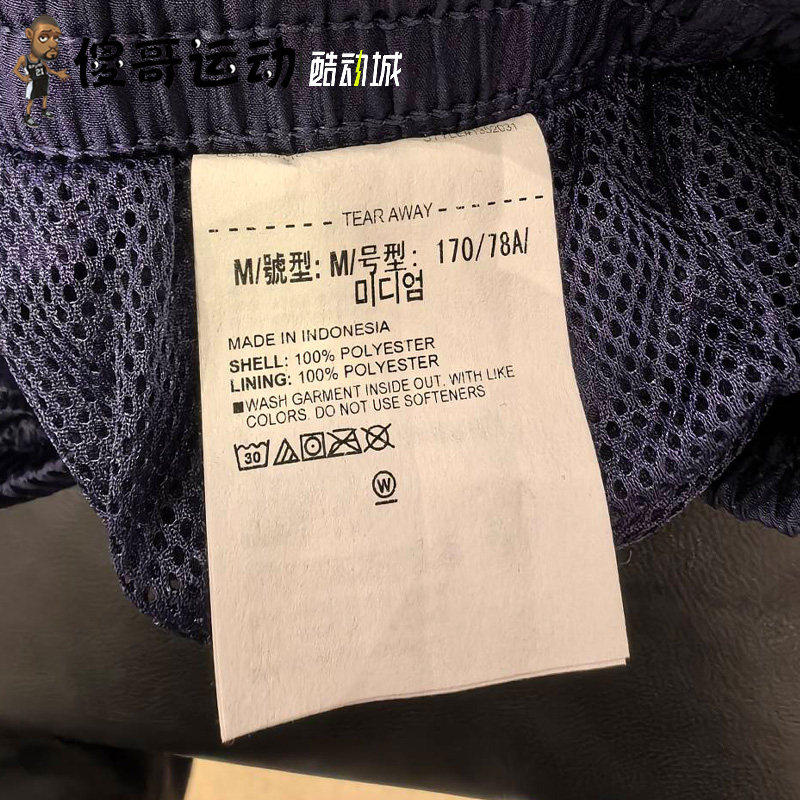 傻哥运动 酷动城
STYLE#1352031
- - - - - - - - TEAR AWAY - - - - - - - -
M/號型: M/号型: 170/78A/
미디엄
MADE IN INDONESIA
SHELL: 100% POLYESTER
LINING: 100% POLYESTER
■WASH GARMENT INSIDE OUT. WITH LIKE
COLORS. DO NOT USE SOFTENERS
30
W